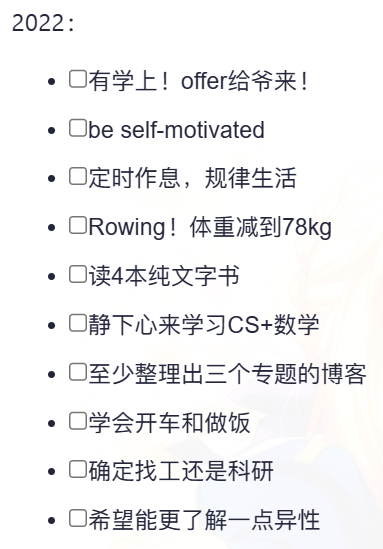 2022：
有学上！offer给爷来！
be self-motivated
定时作息，规律生活
Rowing！体重减到78kg
读4本纯文字书
静下心来学习CS+数学
至少整理出三个专题的博客
学会开车和做饭
确定找工还是科研
希望能更了解一点异性